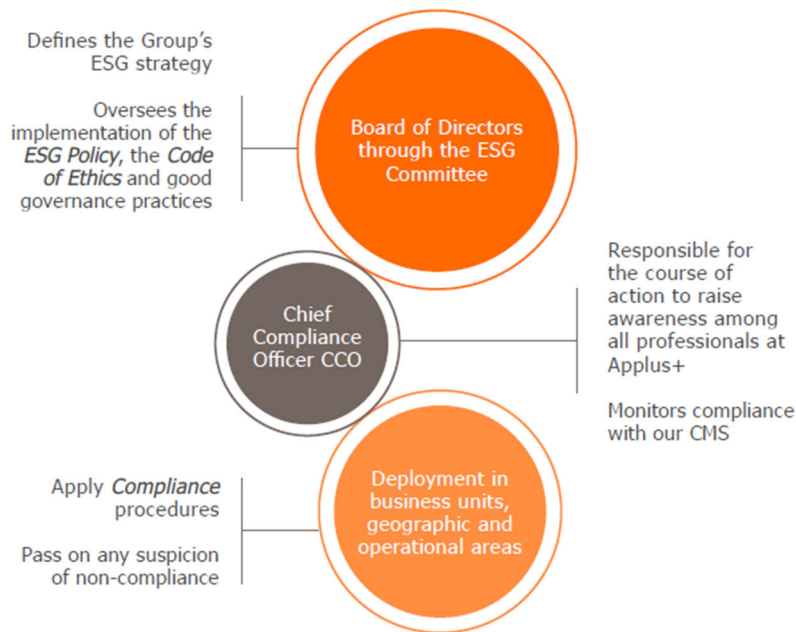 Defines the Group's
ESG strategy
Oversees the
implementation of the
ESG Policy, the Code
of Ethics and good
governance practices
Board of Directors
through the ESG
Committee
Chief
Compliance
Officer CCO
Responsible for
the course of
action to raise
awareness among
all professionals at
Applus+
Monitors compliance
with our CMS
Apply Compliance
procedures
Pass on any suspicion
of non-compliance
Deployment in
business units,
geographic and
operational areas